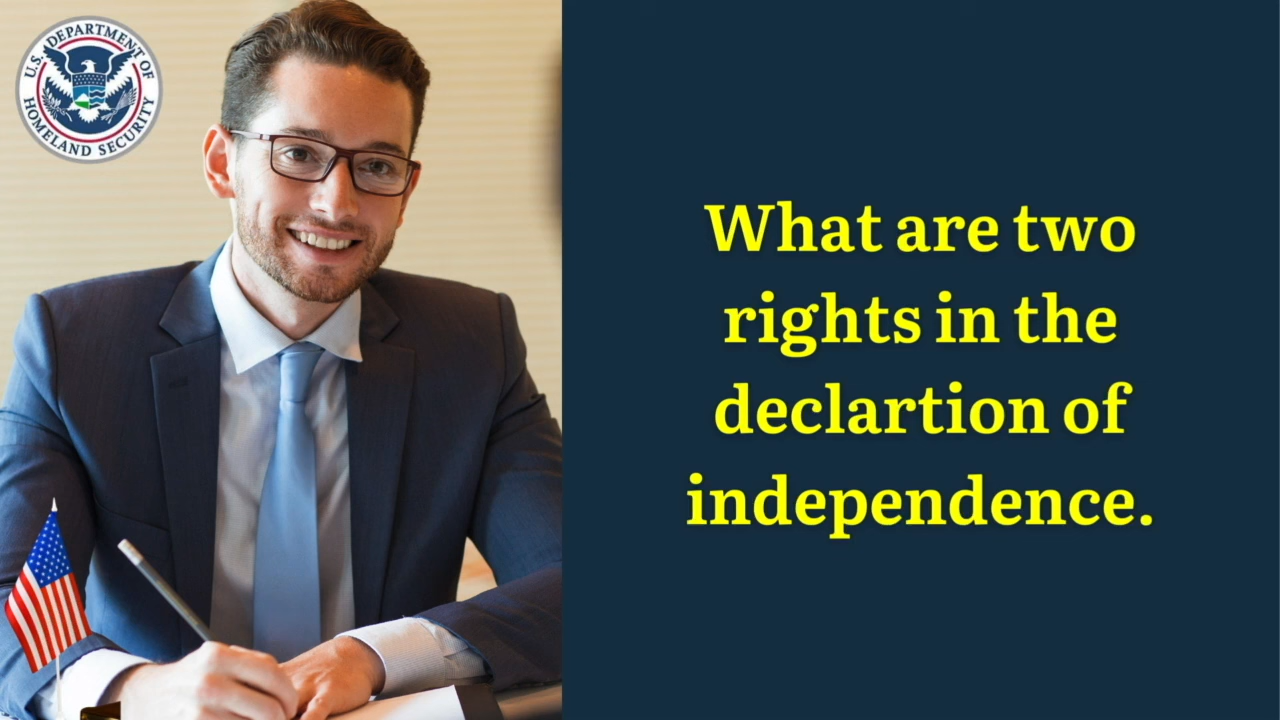 U.S. DEPARTMENT OF
HOMELAND SECURITY
What are two
rights in the
declartion of
independence.